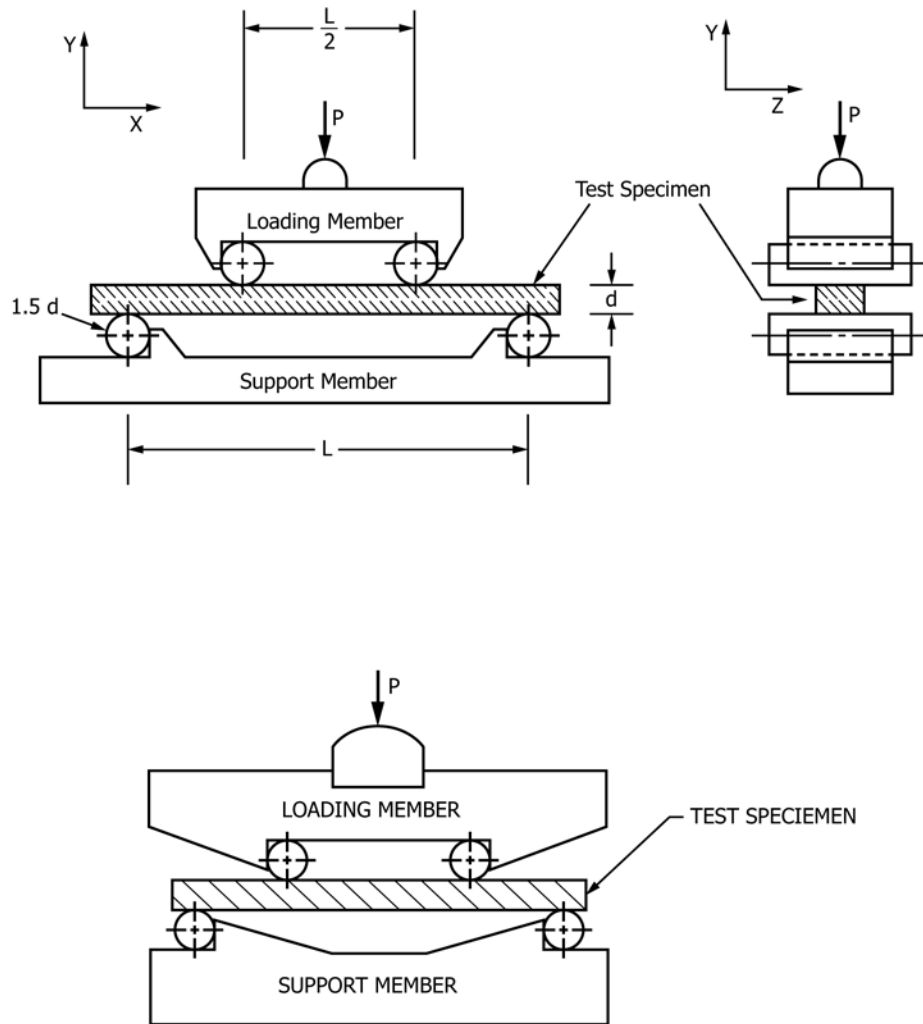 L
2
Y
X
P
Y
Z
P
Test Specimen
Loading Member
d
1.5 d
Support Member
L
P
LOADING MEMBER
TEST SPECIEMEN
SUPPORT MEMBER